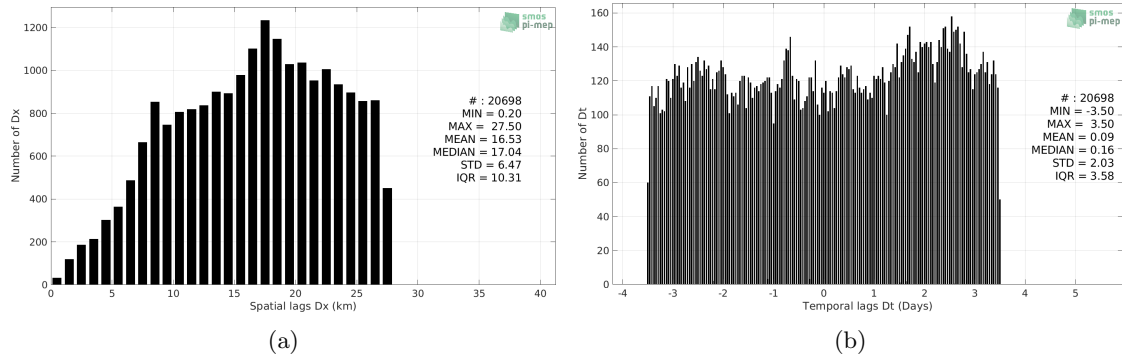 smos
pi-mep
1200
1000
800
600
400
200
0
Number of Dx
# : 20698
MIN = 0.20
MAX = 27.50
MEAN = 16.53
MEDIAN = 17.04
STD = 6.47
IQR = 10.31
0 5 10 15 20 25 30 35 40
Spatial lags Dx (km)
(a)
smos
pi-mep
160
140
120
100
80
60
40
20
0
Number of Dt
# : 20698
MIN = -3.50
MAX = 3.50
MEAN = 0.09
MEDIAN = 0.16
STD = 2.03
IQR = 3.58
-4 -3 -2 -1 0 1 2 3 4 5
Temporal lags Dt (Days)
(b)